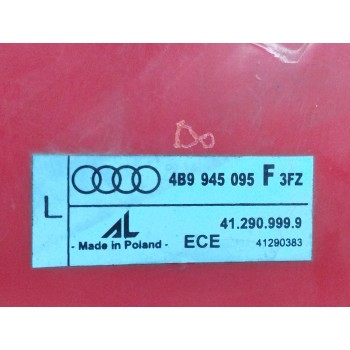 Do
4B9 945 095 F 3FZ
L
AL
- Made in Poland -
41.290.999.9
ECE
41290383